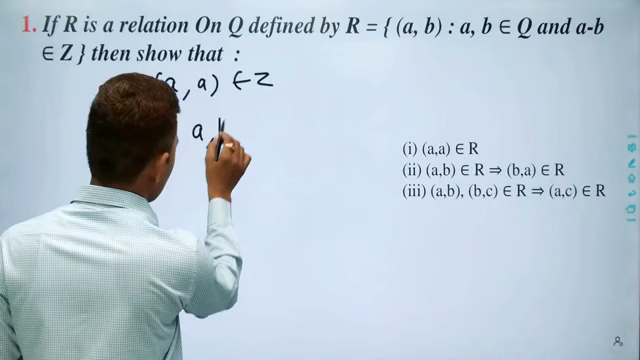 1. If R is a relation On Q defined by R = { (a, b) : a, b ∈ Q and a-b
∈ Z } then show that :
(a, a) ∈ Z
a
(i) (a,a) ∈ R
(ii) (a,b) ∈ R ⇒ (b,a) ∈ R
(iii) (a,b), (b,c) ∈ R ⇒ (a,c) ∈ R